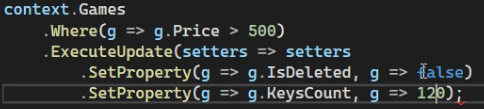 context.Games
.Where(g => g.Price > 500)
.ExecuteUpdate(setters => setters
.SetProperty(g => g.IsDeleted, g => false)
.SetProperty(g => g.KeysCount, g => 120);